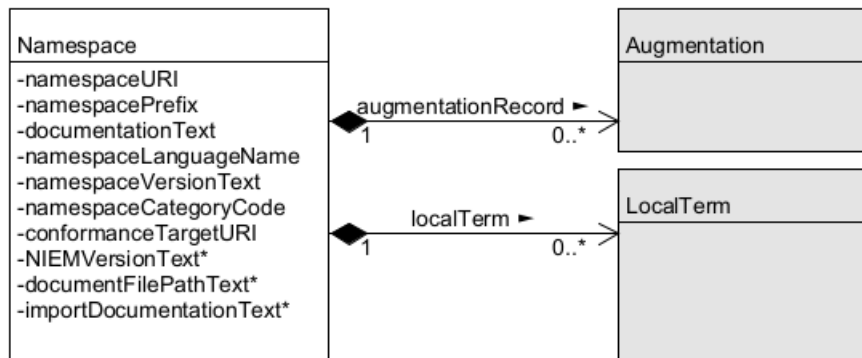 Namespace
-namespaceURI
-namespacePrefix
-documentationText
-namespaceLanguageName
-namespaceVersionText
-namespaceCategoryCode
-conformanceTargetURI
-NIEMVersionText*
-documentFilePathText*
-importDocumentationText*
augmentationRecord ►
1 0..*
Augmentation
localTerm ►
1 0..*
LocalTerm